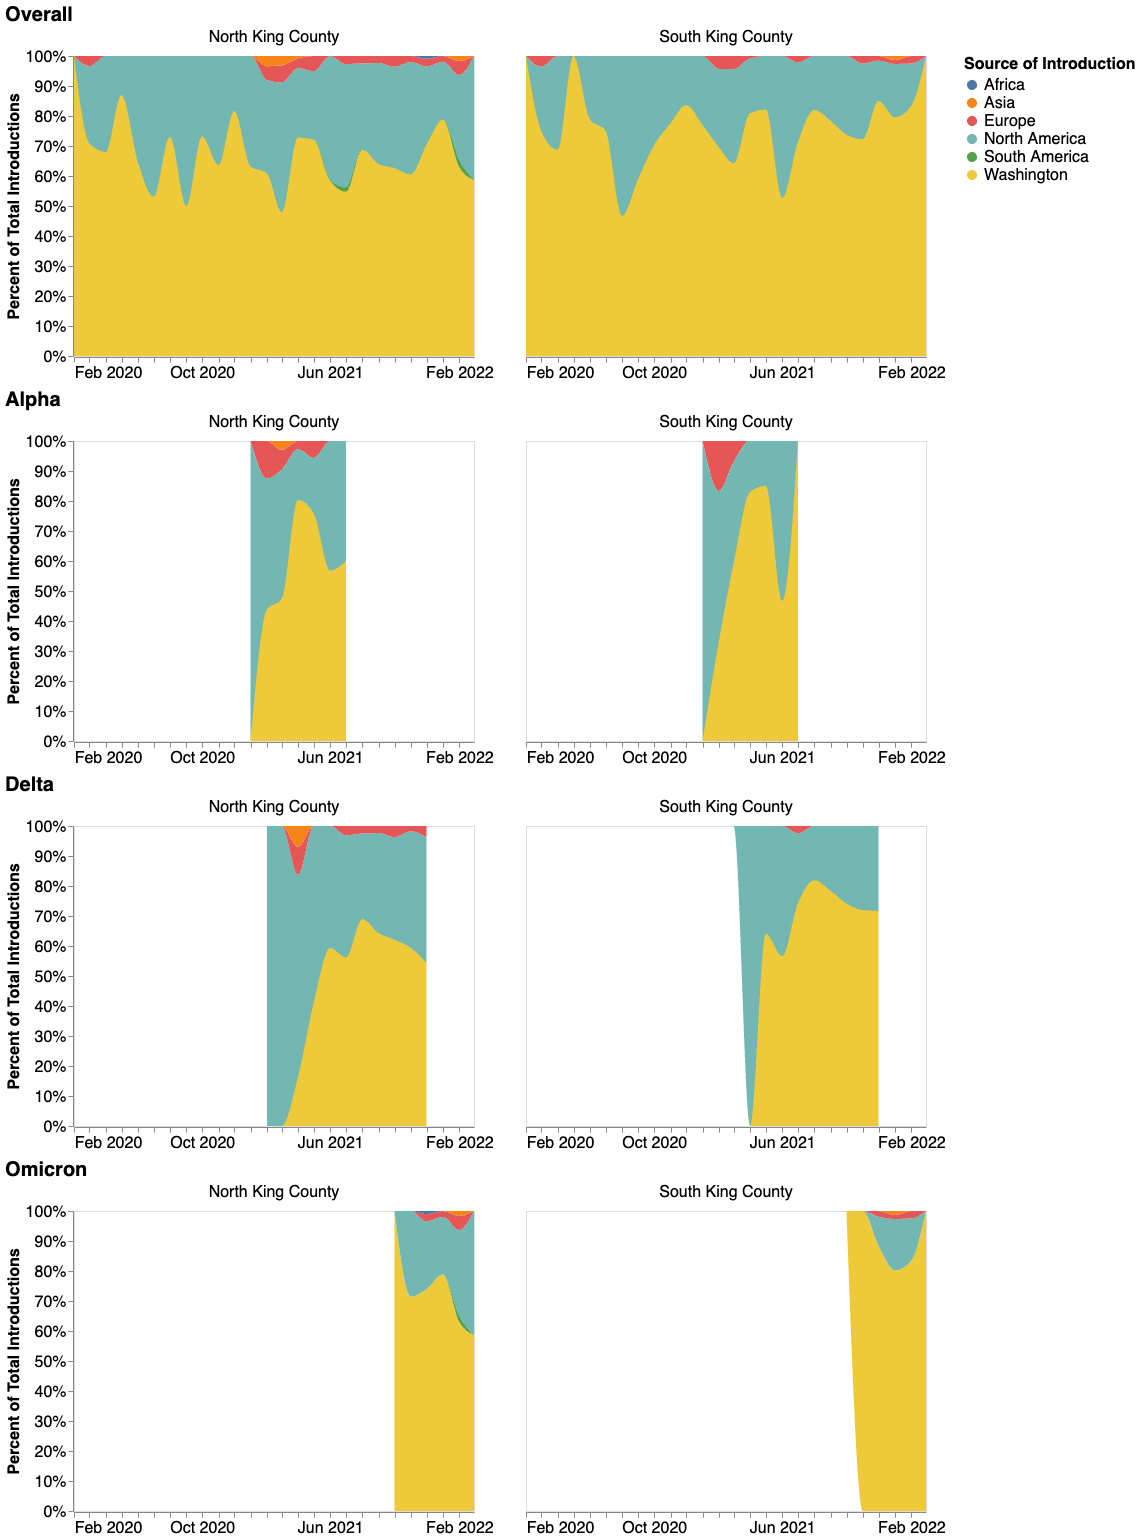 Overall
North King County
South King County
Source of Introduction
Africa
Asia
Europe
North America
South America
Washington
Percent of Total Introductions
100%
90%
80%
70%
60%
50%
40%
30%
20%
10%
0%
Feb 2020 Oct 2020 Jun 2021 Feb 2022
Feb 2020 Oct 2020 Jun 2021 Feb 2022
Alpha
North King County
South King County
Percent of Total Introductions
100%
90%
80%
70%
60%
50%
40%
30%
20%
10%
0%
Feb 2020 Oct 2020 Jun 2021 Feb 2022
Feb 2020 Oct 2020 Jun 2021 Feb 2022
Delta
North King County
South King County
Percent of Total Introductions
100%
90%
80%
70%
60%
50%
40%
30%
20%
10%
0%
Feb 2020 Oct 2020 Jun 2021 Feb 2022
Feb 2020 Oct 2020 Jun 2021 Feb 2022
Omicron
North King County
South King County
Percent of Total Introductions
100%
90%
80%
70%
60%
50%
40%
30%
20%
10%
0%
Feb 2020 Oct 2020 Jun 2021 Feb 2022
Feb 2020 Oct 2020 Jun 2021 Feb 2022